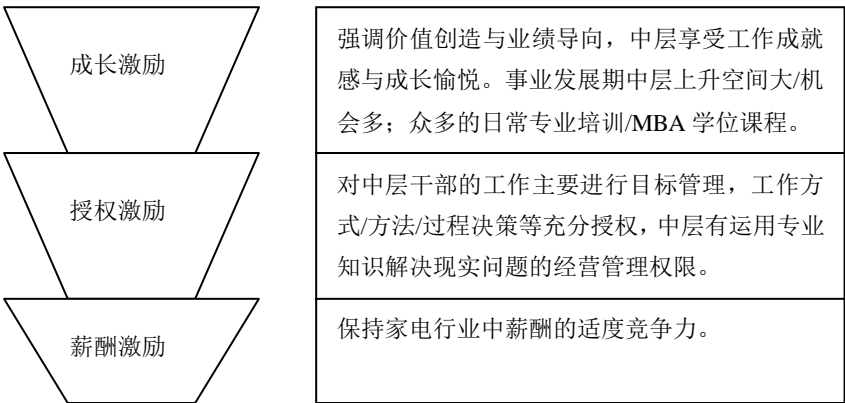 成长激励
强调价值创造与业绩导向，中层享受工作成就
感与成长愉悦。事业发展期中层上升空间大/机
会多；众多的日常专业培训/MBA 学位课程。
授权激励
对中层干部的工作主要进行目标管理，工作方
式/方法/过程决策等充分授权，中层有运用专业
知识解决现实问题的经营管理权限。
薪酬激励
保持家电行业中薪酬的适度竞争力。